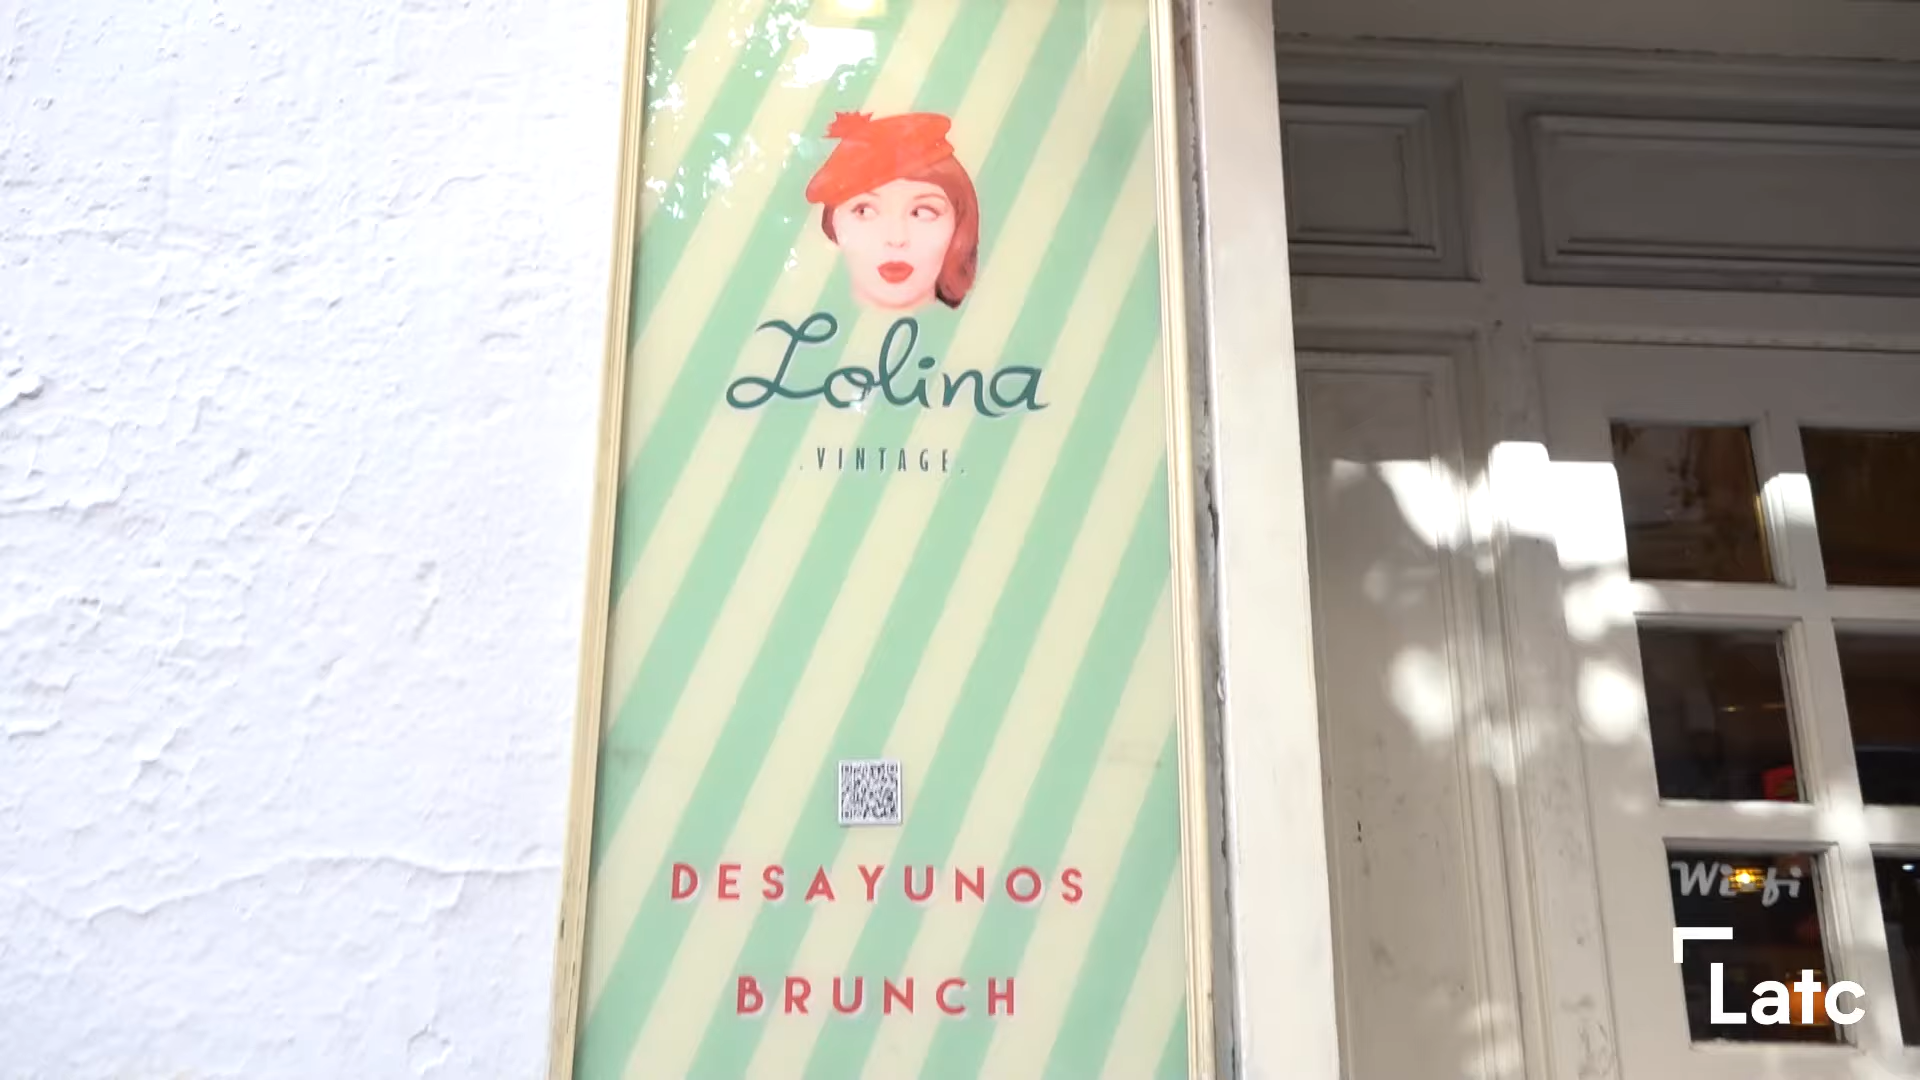 Lolina
.VINTAGE.
DESAYUNOS
BRUNCH
Wi-fi
Latc